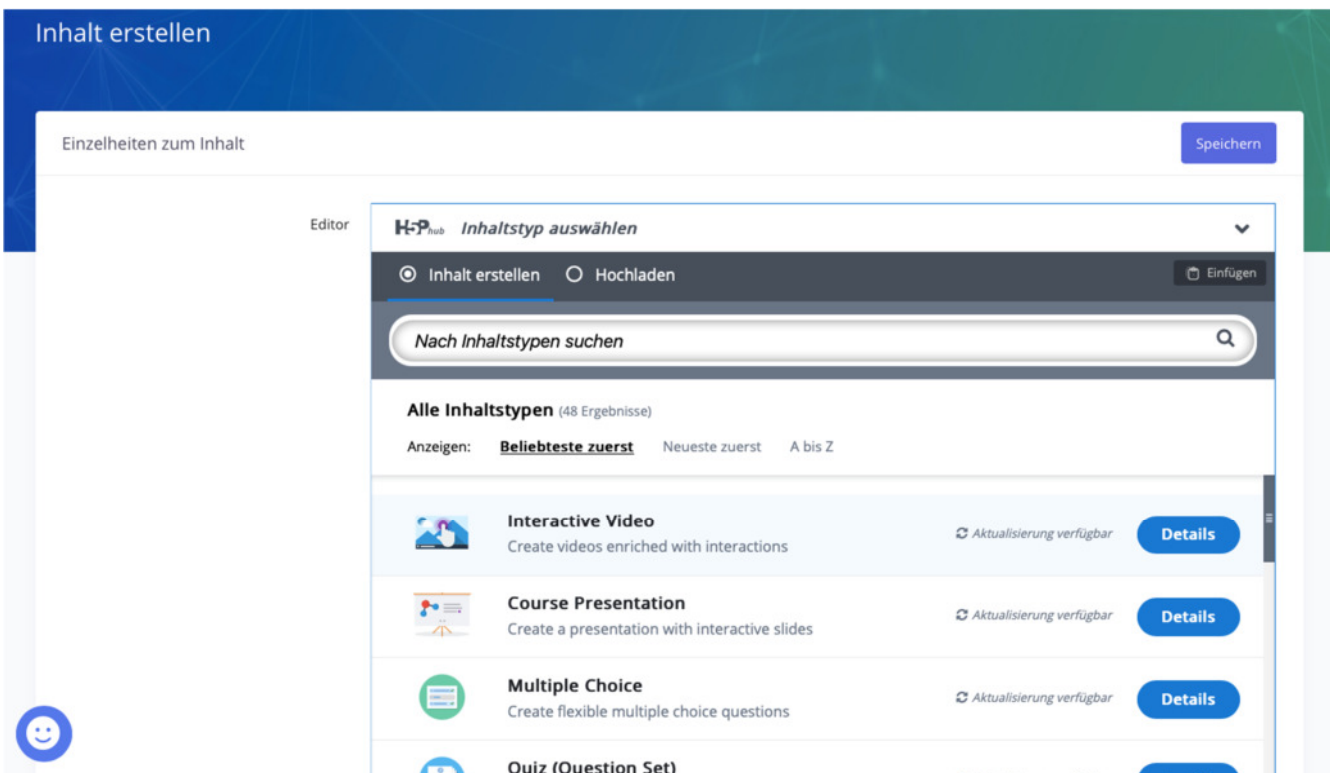 Inhalt erstellen
Einzelheiten zum Inhalt
Speichern
Editor
H5P hub Inhaltstyp auswählen
Inhalt erstellen Hochladen Einfügen
Nach Inhaltstypen suchen
Alle Inhaltstypen (48 Ergebnisse)
Anzeigen: Beliebteste zuerst Neueste zuerst A bis Z
Interactive Video
Create videos enriched with interactions
Aktualisierung verfügbar Details
Course Presentation
Create a presentation with interactive slides
Aktualisierung verfügbar Details
Multiple Choice
Create flexible multiple choice questions
Aktualisierung verfügbar Details
Quiz (Question Set)